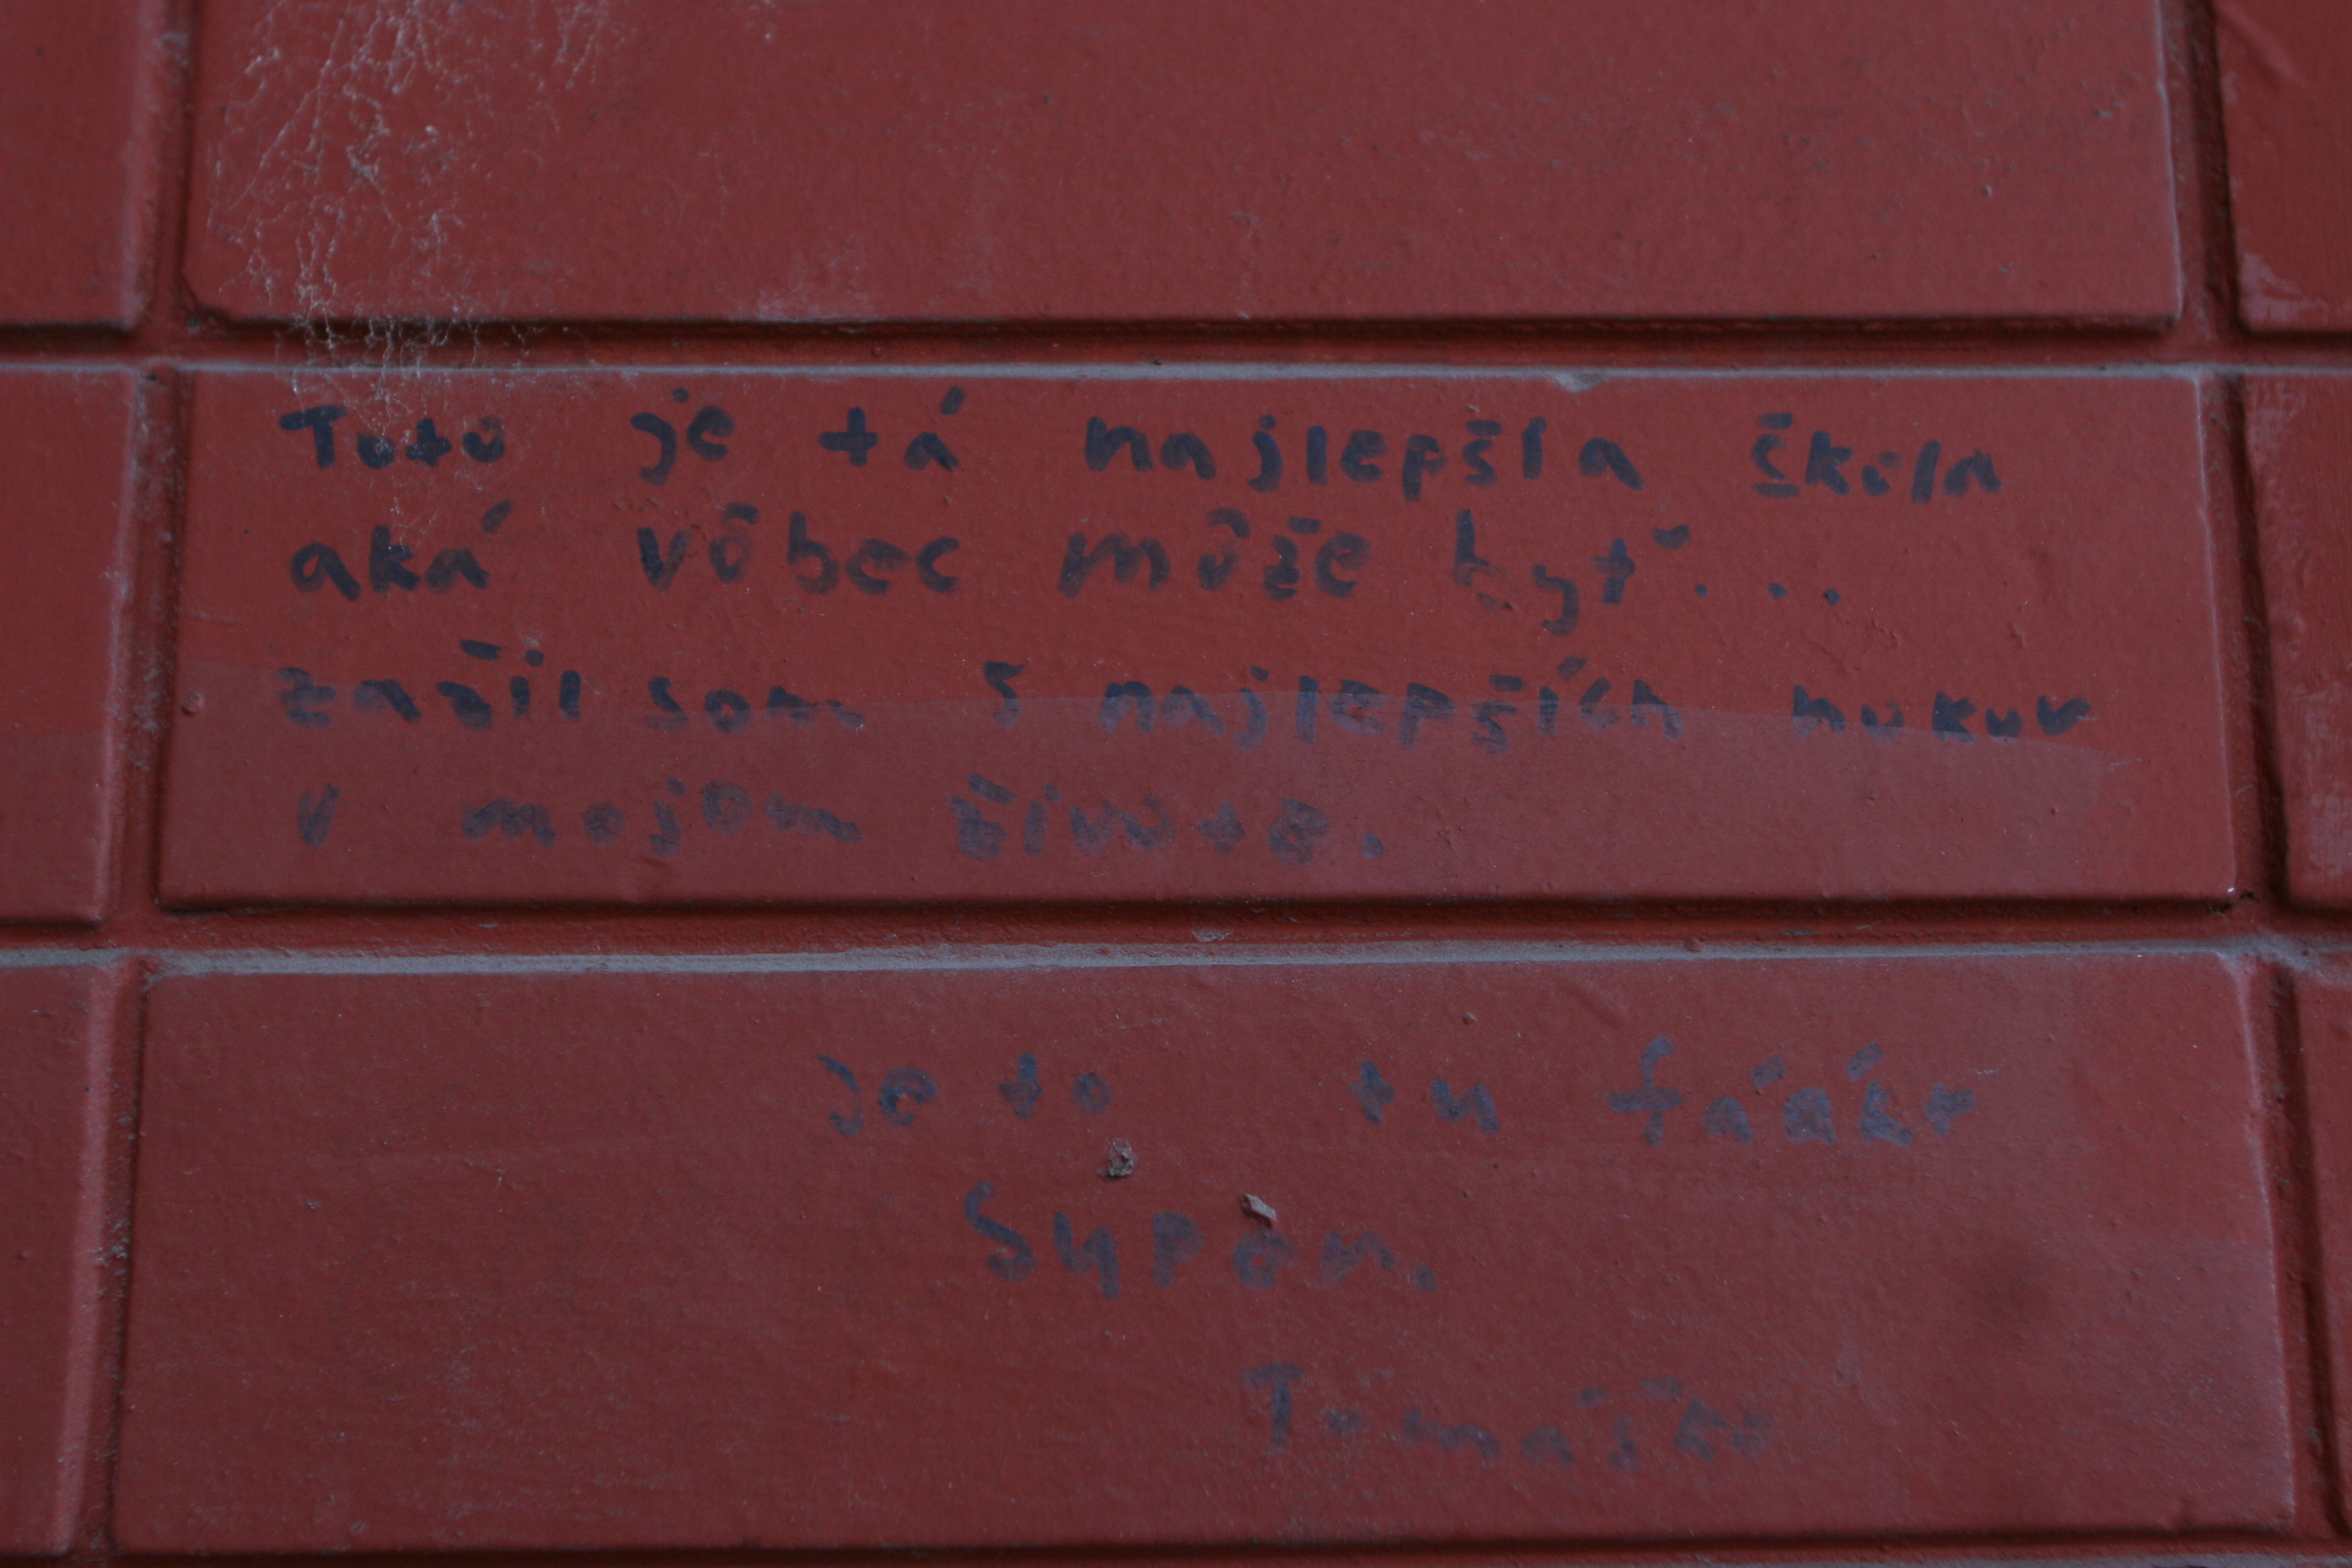 Toto je tá najlepšia škola
aká vôbec môže byť...
zažil som 5 najlepších rokov
v mojom živote.
je to tu fáákt
super.
Tomáško